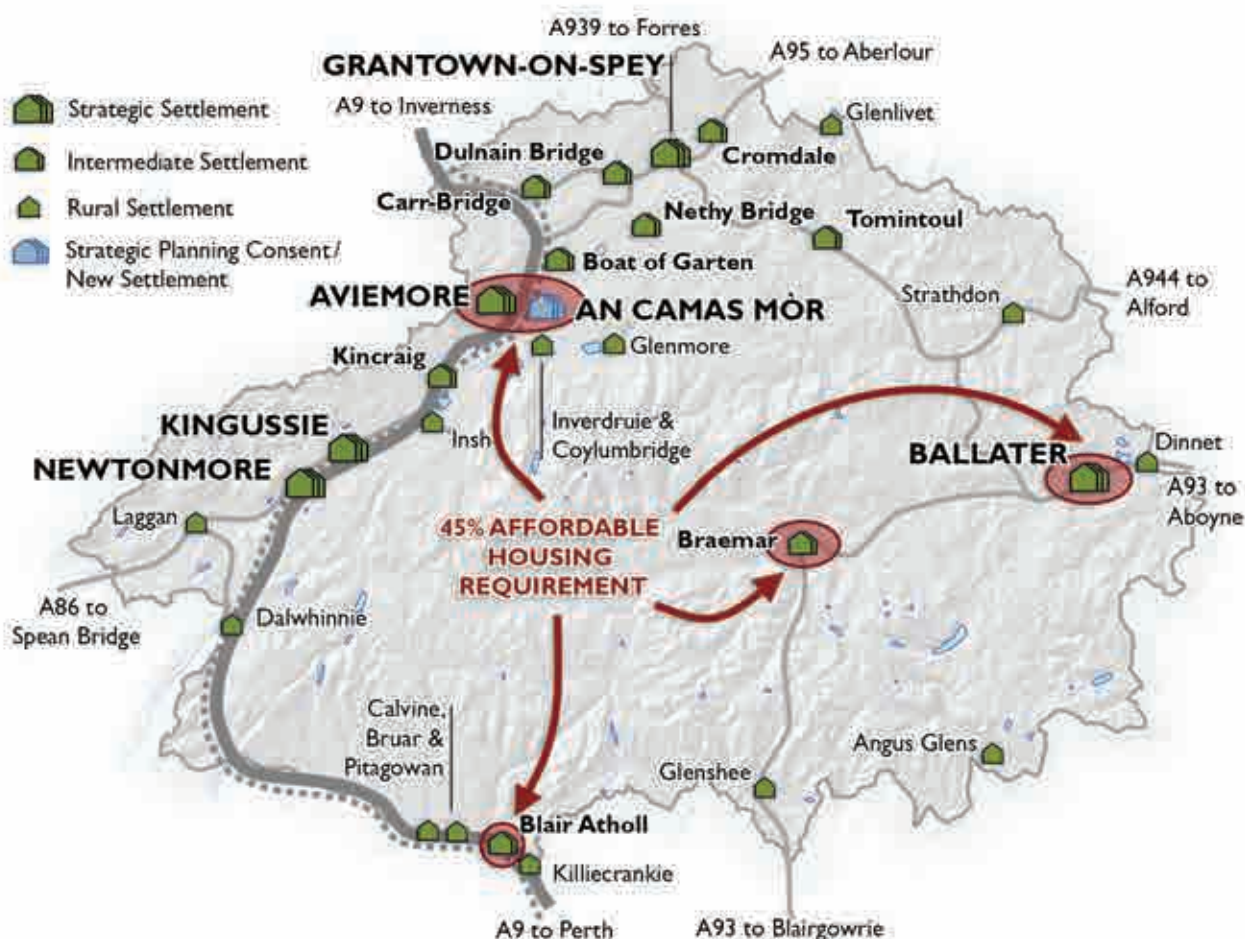 A939 to Forres
A95 to Aberlour
GRANTOWN-ON-SPEY
A9 to Inverness
Strategic Settlement
Intermediate Settlement
Rural Settlement
Strategic Planning Consent/
New Settlement
Glenlivet
Dulnain Bridge
Cromdale
Carr-Bridge
Nethy Bridge
Tomintoul
Boat of Garten
A944 to
Alford
Strathdon
AVIEMORE
AN CAMAS MÒR
Glenmore
Kincraig
Inverdruie &
Coylumbridge
Insh
KINGUSSIE
NEWTONMORE
BALLATER
Dinnet
A93 to
Aboyne
Laggan
45% AFFORDABLE
HOUSING
REQUIREMENT
Braemar
A86 to
Spean Bridge
Dalwhinnie
Calvine,
Bruar &
Pitagowan
Angus Glens
Glenshee
Blair Atholl
Killiecrankie
A9 to Perth
A93 to Blairgowrie